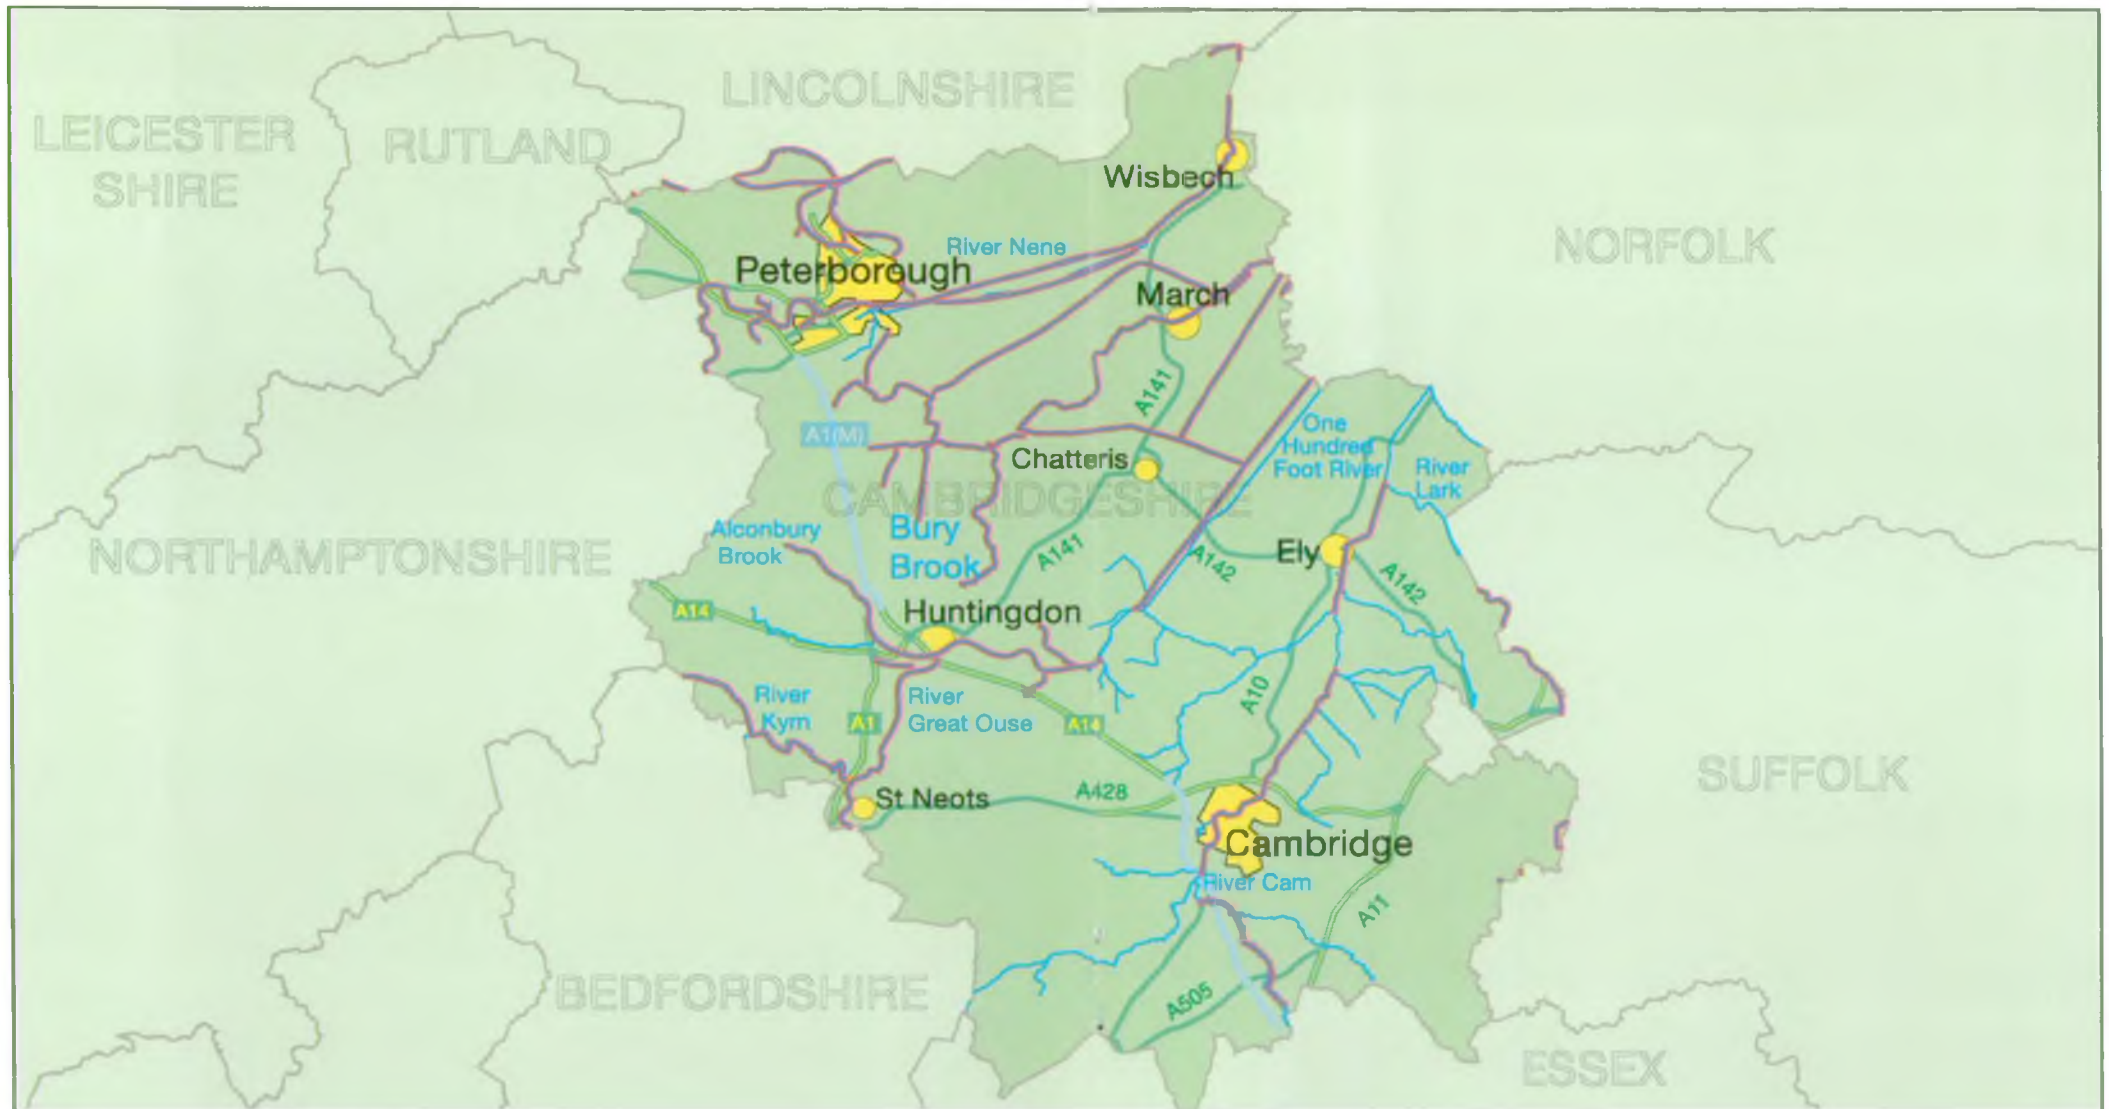 LINCOLNSHIRE
LEICESTER
SHIRE
RUTLAND
Wisbech
NORFOLK
River Nene
Peterborough
March
A141
A1(M)
One
Hundred
Foot River
Chatteris
River
Lark
CAMBRIDGESHIRE
Alconbury
Brook
Bury
Brook
NORTHAMPTONSHIRE
A141
A142
Ely
A142
A14
Huntingdon
River
Kym
A1
River
Great Ouse
A14
A10
SUFFOLK
St Neots
A428
Cambridge
River Cam
A11
BEDFORDSHIRE
A505
ESSEX